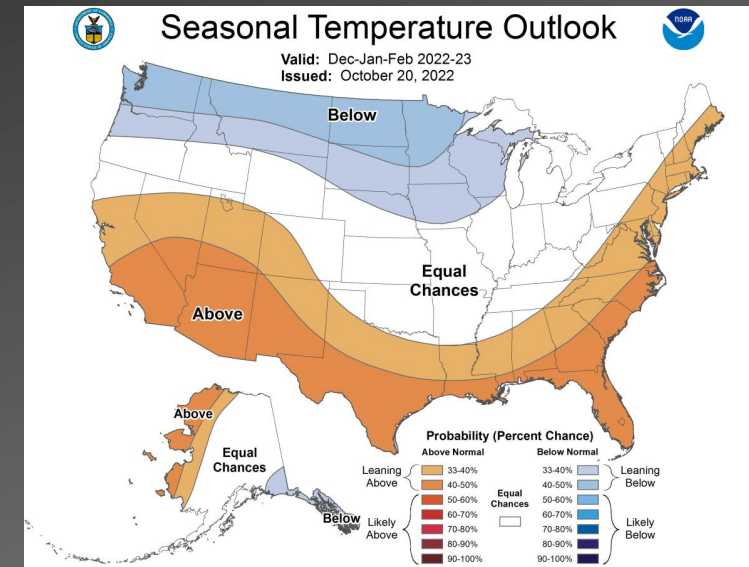 Seasonal Temperature Outlook
NOAA
Valid: Dec-Jan-Feb 2022-23
Issued: October 20, 2022
Below
Equal
Chances
Above
Above
Equal
Chances
Below
Probability (Percent Chance)
Above Normal
Below Normal
Leaning
Above
33-40%
40-50%
Likely
Above
50-60%
60-70%
70-80%
80-90%
90-100%
Equal
Chances
33-40%
40-50%
Leaning
Below
50-60%
60-70%
70-80%
80-90%
90-100%
Likely
Below